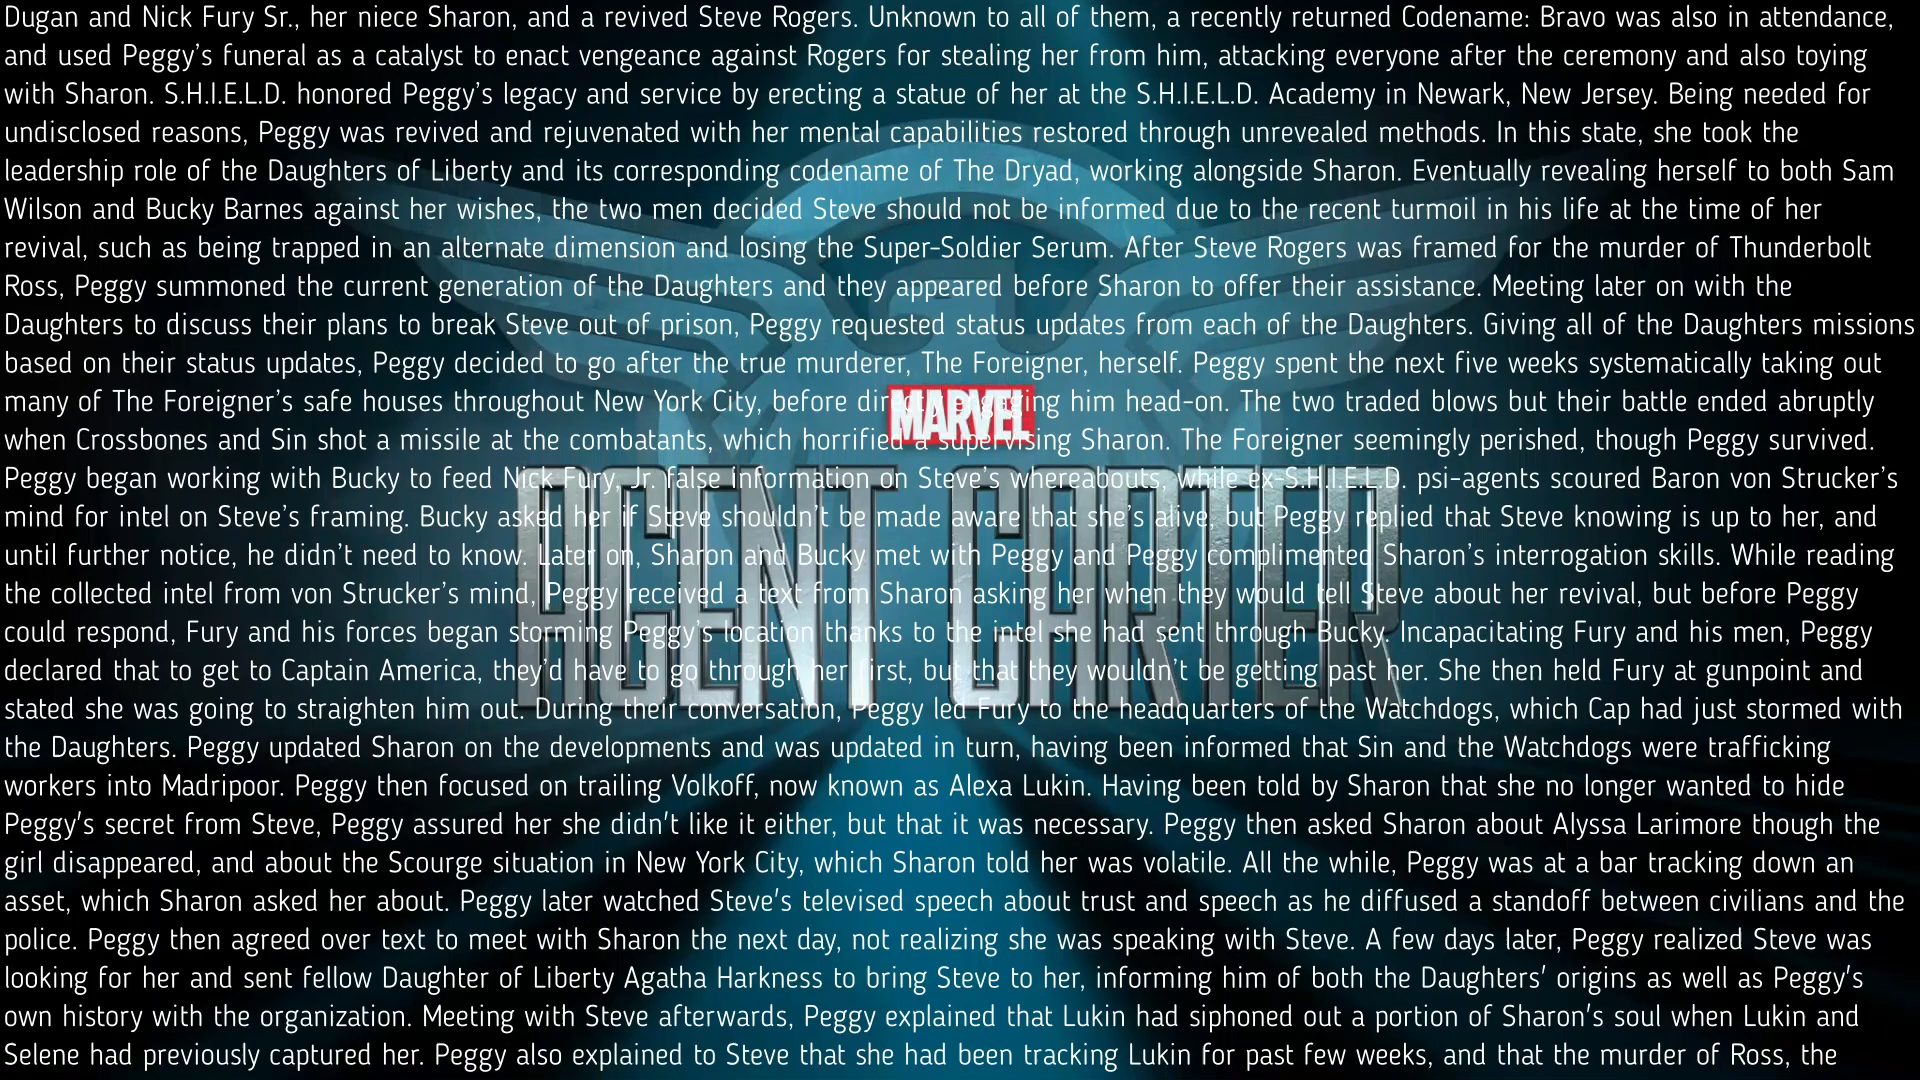 Dugan and Nick Fury Sr., her niece Sharon, and a revived Steve Rogers. Unknown to all of them, a recently returned Codename: Bravo was also in attendance,
and used Peggy’s funeral as a catalyst to enact vengeance against Rogers for stealing her from him, attacking everyone after the ceremony and also toying
with Sharon. S.H.I.E.L.D. honored Peggy’s legacy and service by erecting a statue of her at the S.H.I.E.L.D. Academy in Newark, New Jersey. Being needed for
undisclosed reasons, Peggy was revived and rejuvenated with her mental capabilities restored through unrevealed methods. In this state, she took the
leadership role of the Daughters of Liberty and its corresponding codename of The Dryad, working alongside Sharon. Eventually revealing herself to both Sam
Wilson and Bucky Barnes against her wishes, the two men decided Steve should not be informed due to the recent turmoil in his life at the time of her
revival, such as being trapped in an alternate dimension and losing the Super-Soldier Serum. After Steve Rogers was framed for the murder of Thunderbolt
Ross, Peggy summoned the current generation of the Daughters and they appeared before Sharon to offer their assistance. Meeting later on with the
Daughters to discuss their plans to break Steve out of prison, Peggy requested status updates from each of the Daughters. Giving all of the Daughters missions
based on their status updates, Peggy decided to go after the true murderer, The Foreigner, herself. Peggy spent the next five weeks systematically taking out
many of The Foreigner’s safe houses throughout New York City, before directly engaging him head-on. The two traded blows but their battle ended abruptly
MARVEL
when Crossbones and Sin shot a missile at the combatants, which horrified a supervising Sharon. The Foreigner seemingly perished, though Peggy survived.
Peggy began working with Bucky to feed Nick Fury, Jr. false information on Steve’s whereabouts, while ex-S.H.I.E.L.D. psi-agents scoured Baron von Strucker’s
mind for intel on Steve’s framing. Bucky asked her if Steve shouldn’t be made aware that she’s alive, but Peggy replied that Steve knowing is up to her, and
until further notice, he didn’t need to know. Later on, Sharon and Bucky met with Peggy and Peggy complimented Sharon’s interrogation skills. While reading
AGENT CARTER
the collected intel from von Strucker’s mind, Peggy received a text from Sharon asking her when they would tell Steve about her revival, but before Peggy
could respond, Fury and his forces began storming Peggy’s location thanks to the intel she had sent through Bucky. Incapacitating Fury and his men, Peggy
declared that to get to Captain America, they’d have to go through her first, but that they wouldn’t be getting past her. She then held Fury at gunpoint and
stated she was going to straighten him out. During their conversation, Peggy led Fury to the headquarters of the Watchdogs, which Cap had just stormed with
the Daughters. Peggy updated Sharon on the developments and was updated in turn, having been informed that Sin and the Watchdogs were trafficking
workers into Madripoor. Peggy then focused on trailing Volkoff, now known as Alexa Lukin. Having been told by Sharon that she no longer wanted to hide
Peggy's secret from Steve, Peggy assured her she didn't like it either, but that it was necessary. Peggy then asked Sharon about Alyssa Larimore though the
girl disappeared, and about the Scourge situation in New York City, which Sharon told her was volatile. All the while, Peggy was at a bar tracking down an
asset, which Sharon asked her about. Peggy later watched Steve's televised speech about trust and speech as he diffused a standoff between civilians and the
police. Peggy then agreed over text to meet with Sharon the next day, not realizing she was speaking with Steve. A few days later, Peggy realized Steve was
looking for her and sent fellow Daughter of Liberty Agatha Harkness to bring Steve to her, informing him of both the Daughters' origins as well as Peggy's
own history with the organization. Meeting with Steve afterwards, Peggy explained that Lukin had siphoned out a portion of Sharon's soul when Lukin and
Selene had previously captured her. Peggy also explained to Steve that she had been tracking Lukin for past few weeks, and that the murder of Ross, the